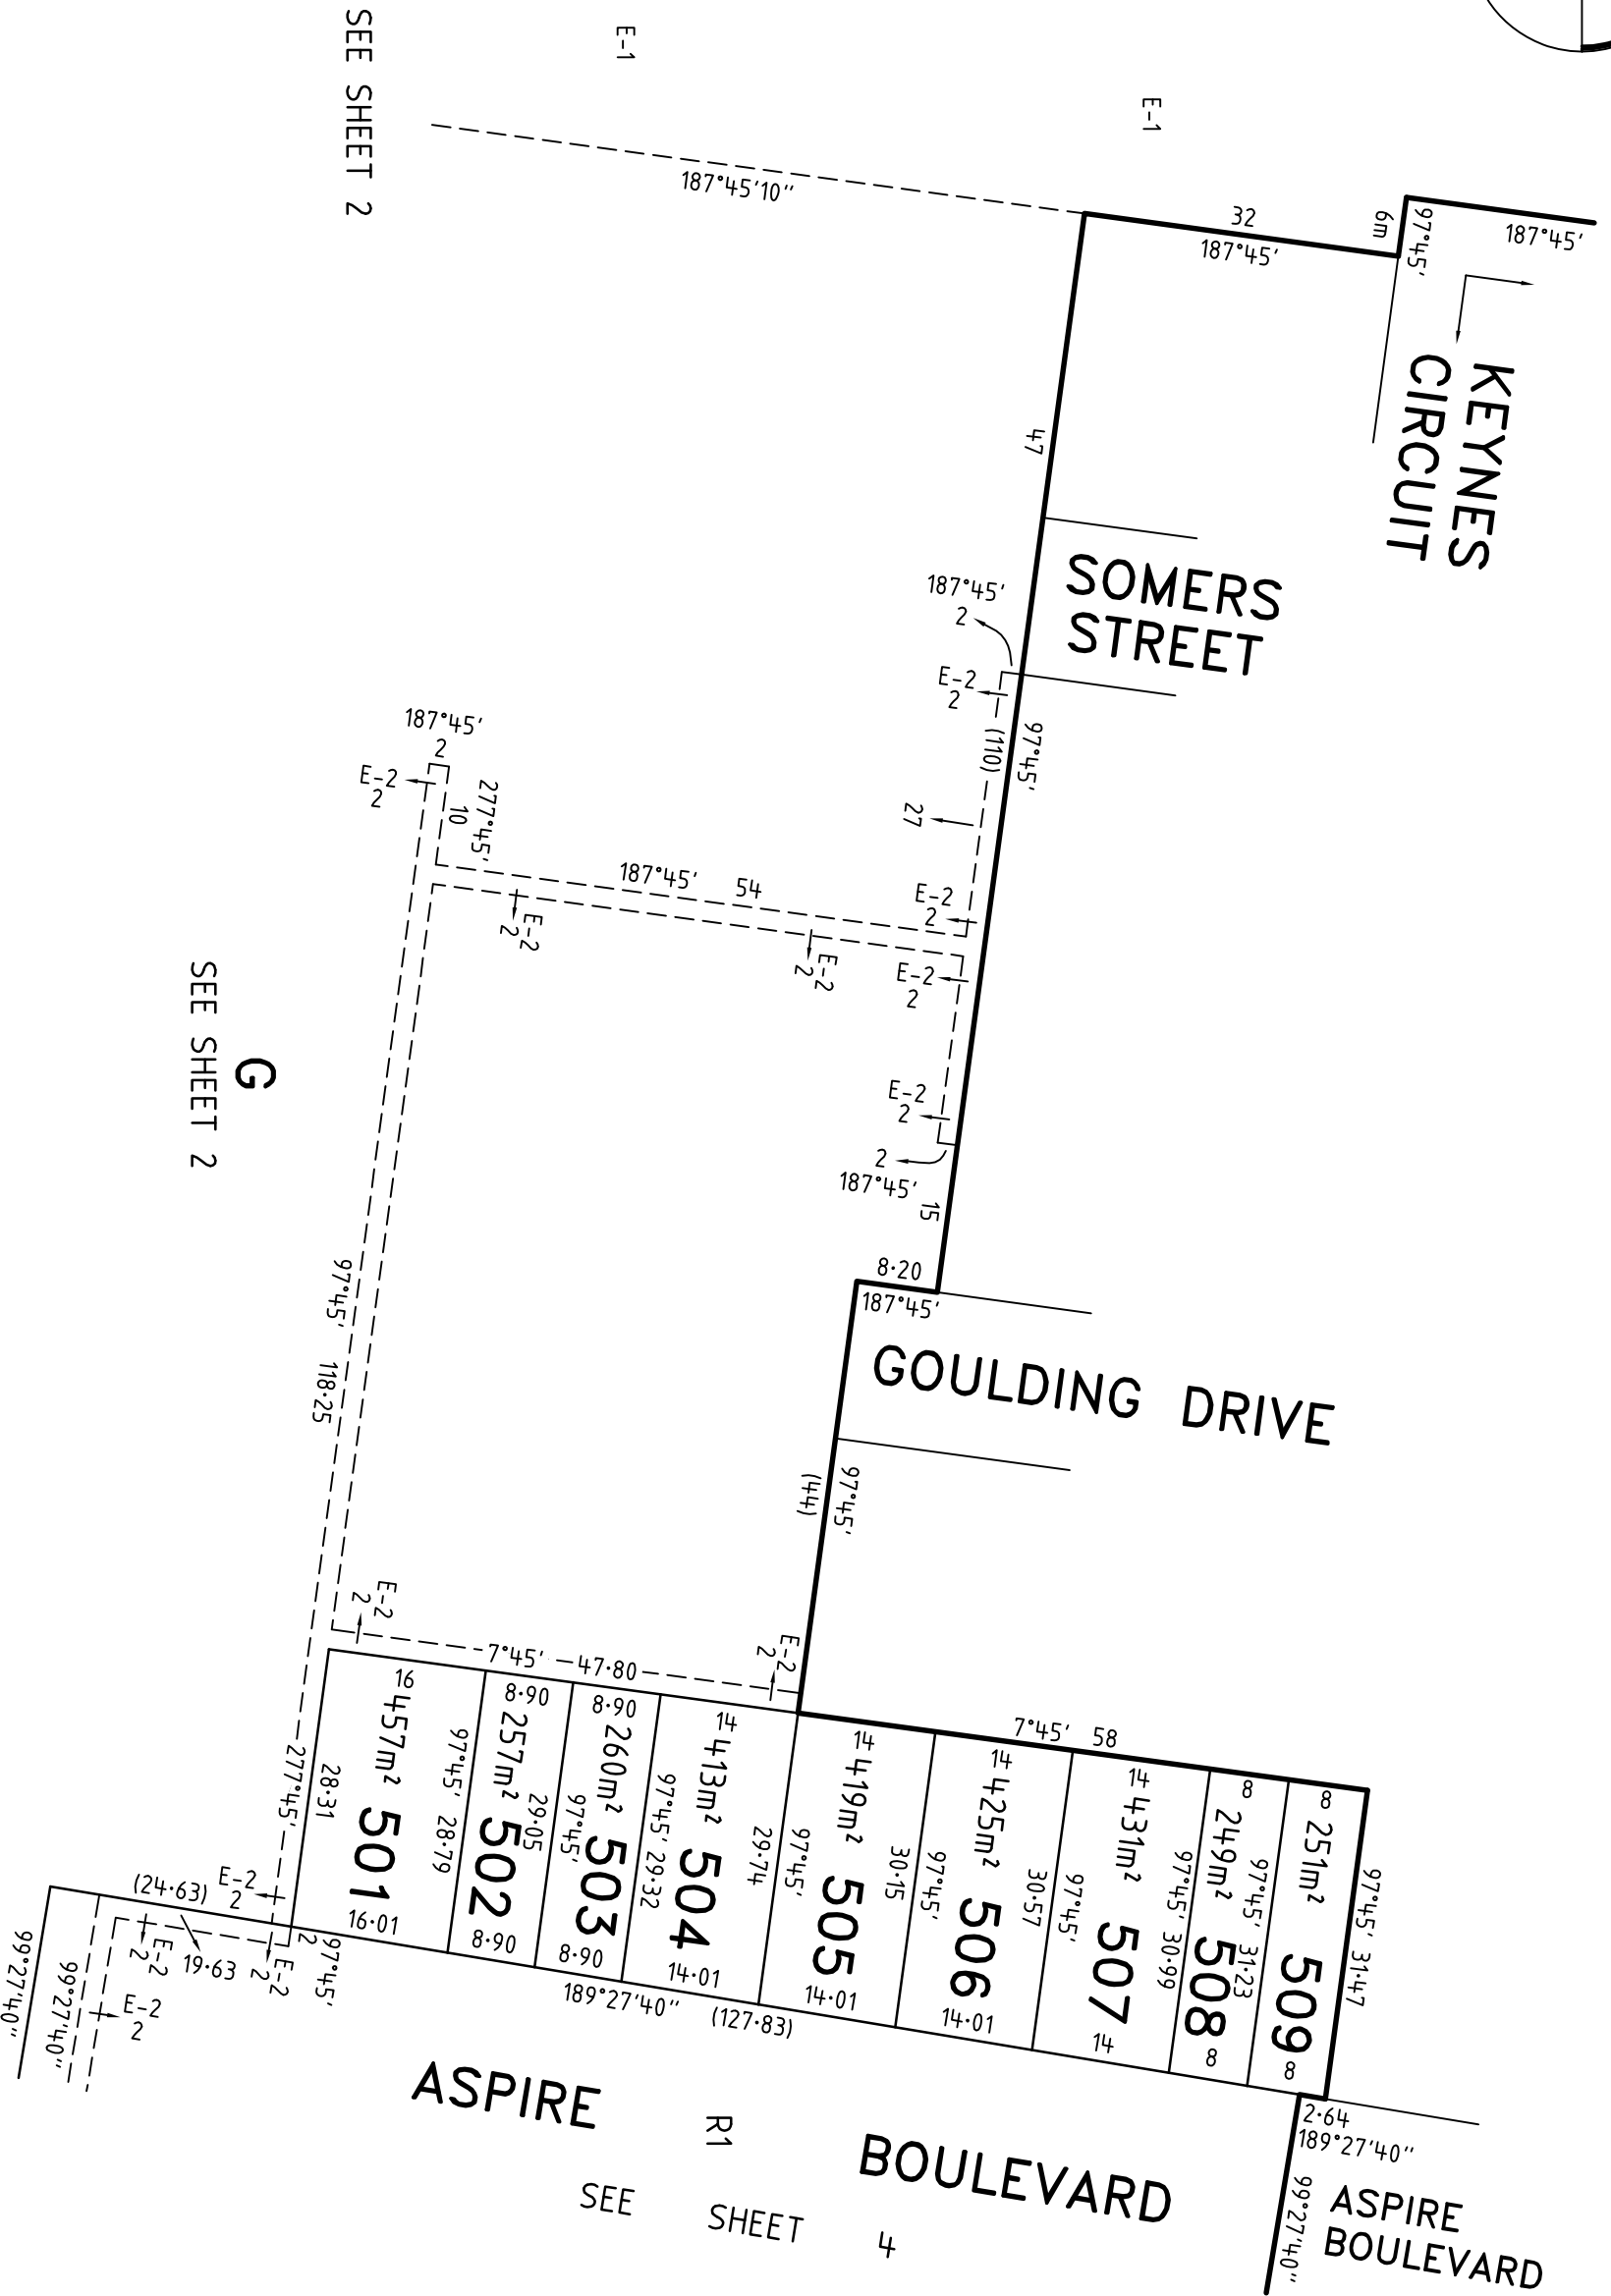 SEE SHEET 2
E-1
E-1
187°45'10"
32
187°45'
6m
97°45'
187°45'
KEYNES
CIRCUIT
47
SOMERS
STREET
187°45'
2
E-2
2
(110)
97°45'
27
187°45'
2
E-2
2
10
277°45'
187°45'
54
E-2
2
E-2
2
E-2
2
E-2
2
E-2
2
2
187°45'
15
8·20
187°45'
GOULDING DRIVE
G
SEE SHEET 2
97°45'
118·25
97°45'
(44)
E-2
2
E-2
2
7°45'
47·80
7°45'
58
16
457m²
501
28·31
277°45'
16·01
97°45'
28·79
8·90
257m²
502
29·05
8·90
97°45'
8·90
260m²
503
8·90
97°45'
29·32
14
413m²
504
29·74
14·01
97°45'
14
419m²
505
30·15
14·01
97°45'
14
425m²
506
30·57
14·01
97°45'
14
431m²
507
14
97°45'
30·99
8
249m²
508
8
97°45'
31·23
8
251m²
509
8
97°45'
31·47
(24·63)
E-2
2
E-2
2
19·63
E-2
2
2
97°45'
E-2
2
99°27'40"
99°27'40"
189°27'40"
(127·83)
ASPIRE
R1
BOULEVARD
SEE SHEET 4
2·64
189°27'40"
99°27'40"
ASPIRE
BOULEVARD